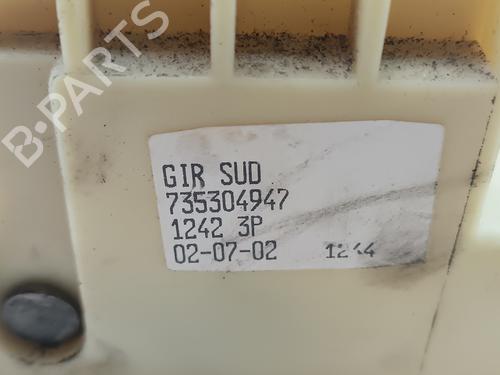 B-PARTS
GIR SUD
735304947
1242 3P
02-07-02 1244